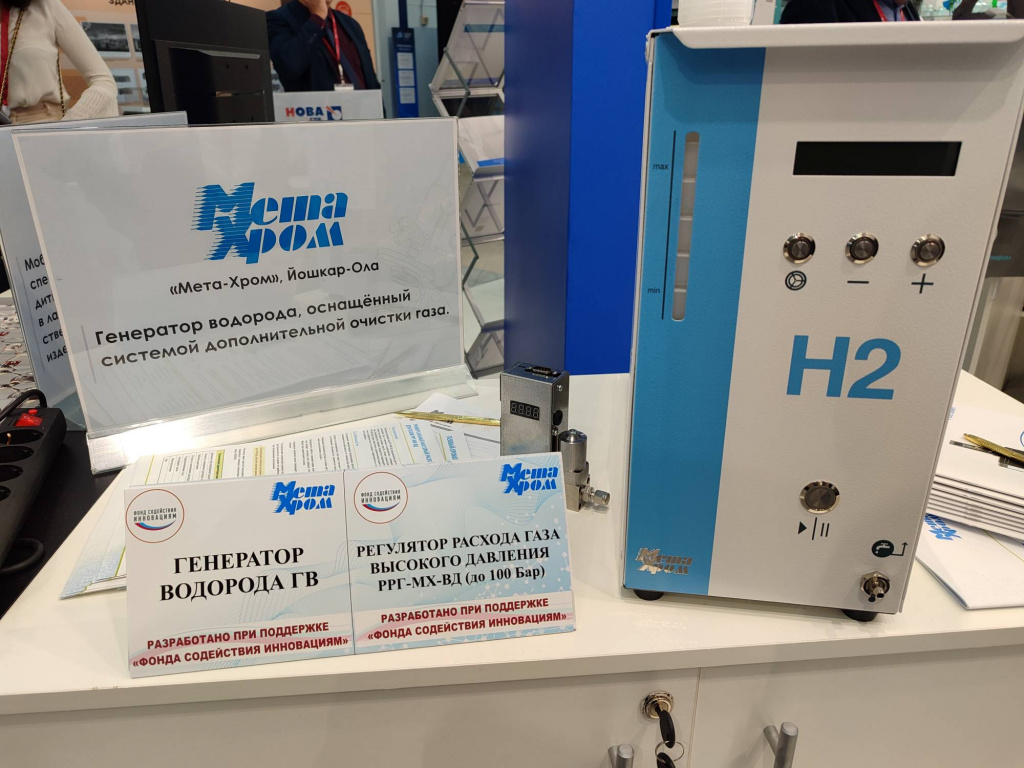 НОВА
Мета
Хром
«Мета-Хром», Йошкар-Ола
Генератор водорода, оснащённый
системой дополнительной очистки газа.
max
min
H2
Мета
Хром
ФОНД СОДЕЙСТВИЯ
ИННОВАЦИЯМ
Мета
Хром
ГЕНЕРАТОР
ВОДОРОДА ГВ
РАЗРАБОТАНО ПРИ ПОДДЕРЖКЕ
«ФОНДА СОДЕЙСТВИЯ ИННОВАЦИЯМ»
ФОНД СОДЕЙСТВИЯ
ИННОВАЦИЯМ
Мета
Хром
РЕГУЛЯТОР РАСХОДА ГАЗА
ВЫСОКОГО ДАВЛЕНИЯ
РРГ-МХ-ВД (до 100 Бар)
РАЗРАБОТАНО ПРИ ПОДДЕРЖКЕ
«ФОНДА СОДЕЙСТВИЯ ИННОВАЦИЯМ»